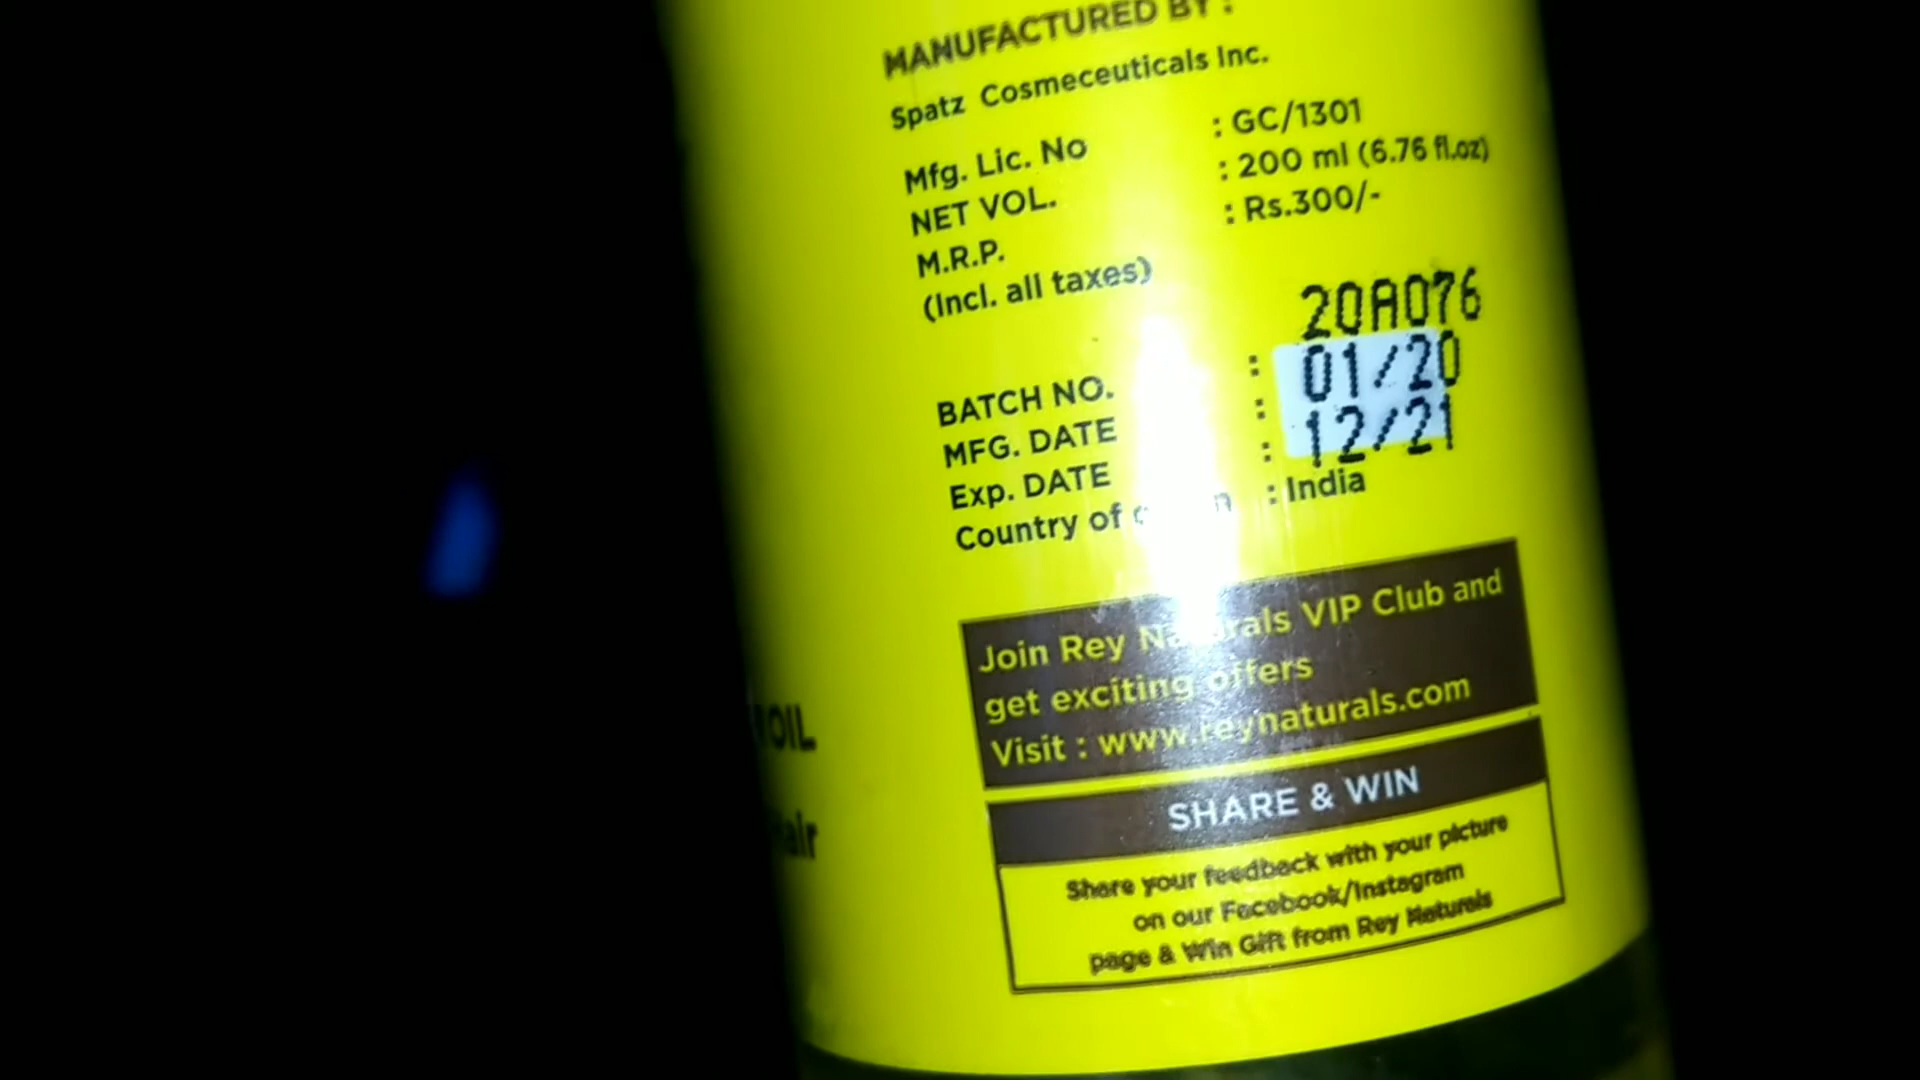 MANUFACTURED BY :
Spatz Cosmeceuticals Inc.
Mfg. Lic. No : GC/1301
NET VOL. : 200 ml (6.76 fl.oz)
M.R.P. : Rs.300/-
(Incl. all taxes)
BATCH NO. : 20A076
MFG. DATE : 01/20
Exp. DATE : 12/21
Country of : India
Join Rey Naturals VIP Club and
get exciting offers
Visit : www.reynaturals.com
SHARE & WIN
Share your feedback with your picture
on our Facebook/Instagram
page & Win Gift from Rey Naturals
OIL